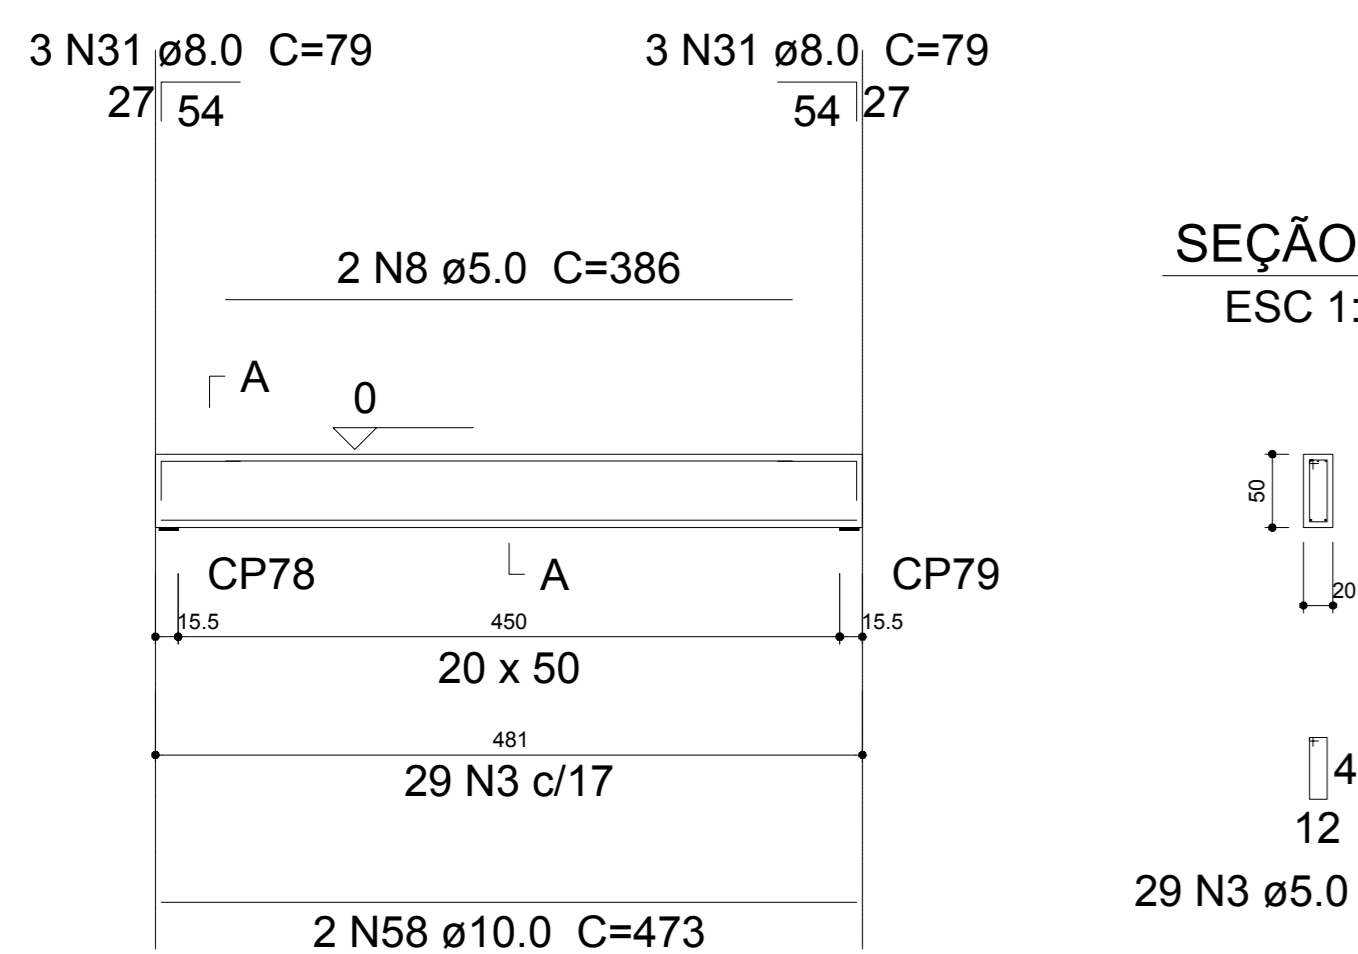 3 N31 ø8.0 C=79
3 N31 ø8.0 C=79
27
54
54
27
2 N8 ø5.0 C=386
SEÇÃO
ESC 1:
A
0
50
20
CP78
A
CP79
15.5
450
15.5
20 x 50
481
29 N3 c/17
4
12
29 N3 ø5.0
2 N58 ø10.0 C=473